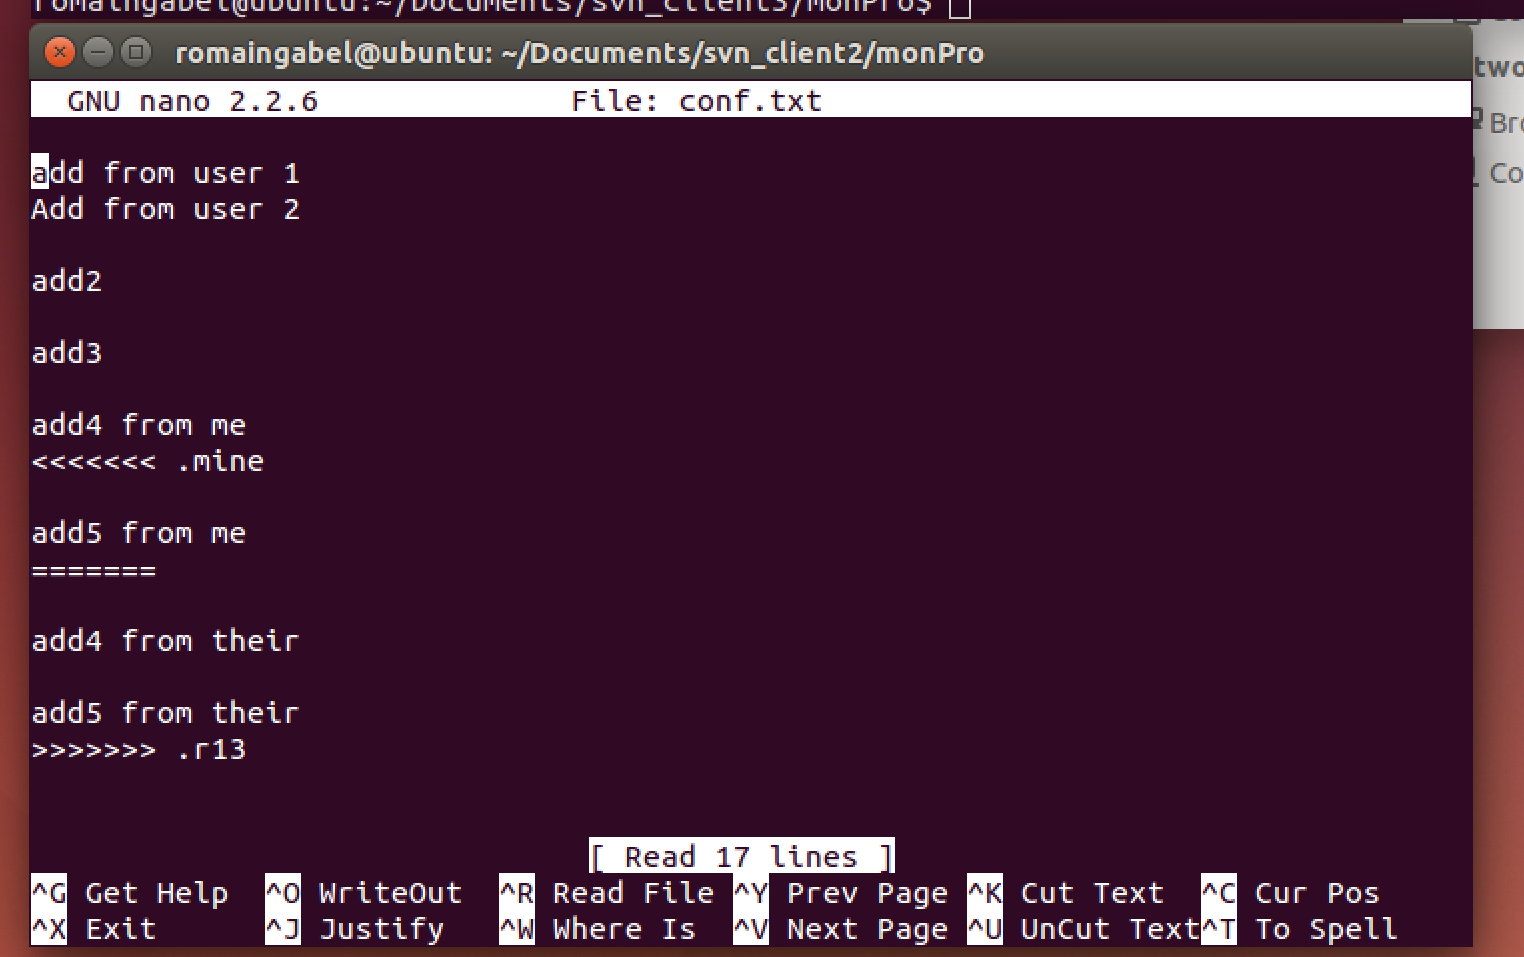 romaingabel@ubuntu:~/Documents/svn_client3/monPro$
romaingabel@ubuntu: ~/Documents/svn_client2/monPro
GNU nano 2.2.6 File: conf.txt
add from user 1
Add from user 2
add2
add3
add4 from me
<<<<<<< .mine
add5 from me
=======
add4 from their
add5 from their
>>>>>>> .r13
[ Read 17 lines ]
^G Get Help ^O WriteOut ^R Read File ^Y Prev Page ^K Cut Text ^C Cur Pos
^X Exit ^J Justify ^W Where Is ^V Next Page ^U UnCut Text ^T To Spell